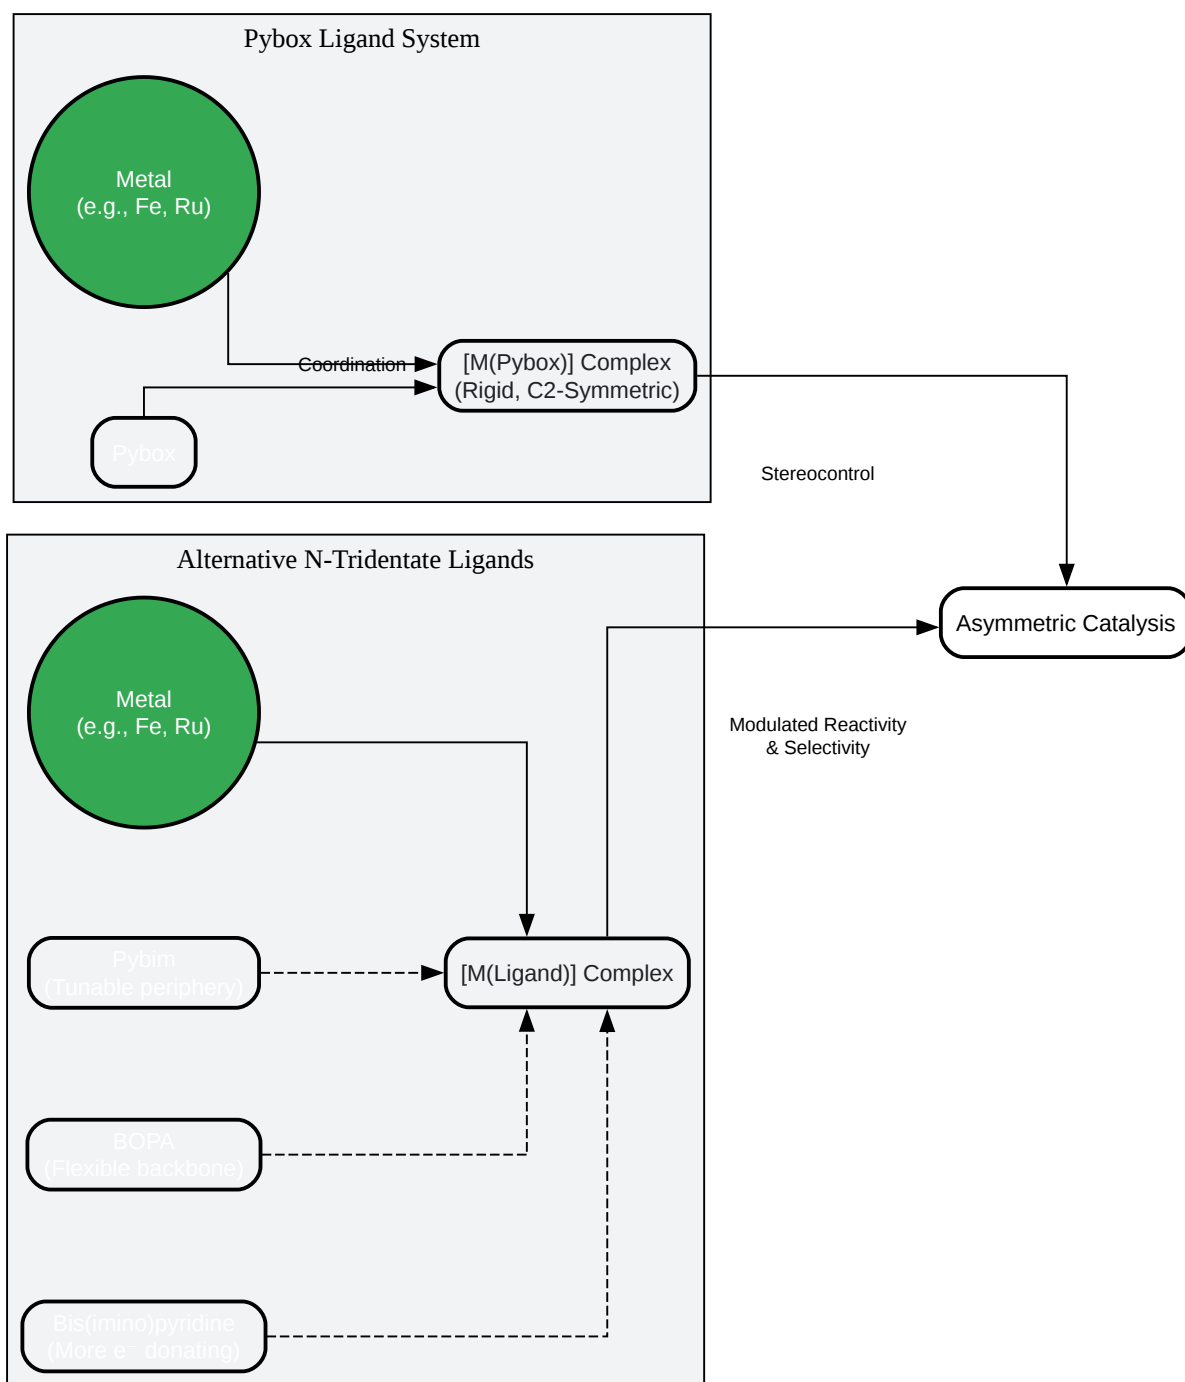 Pybox Ligand System
Metal
(e.g., Fe, Ru)
Coordination
[M(Pybox)] Complex
(Rigid, C2-Symmetric)
Pybox
Stereocontrol
Alternative N-Tridentate Ligands
Metal
(e.g., Fe, Ru)
Asymmetric Catalysis
Modulated Reactivity
& Selectivity
Pybim
(Tunable periphery)
[M(Ligand)] Complex
BOPA
(Flexible backbone)
Bis(imino)pyridine
(More e⁻ donating)